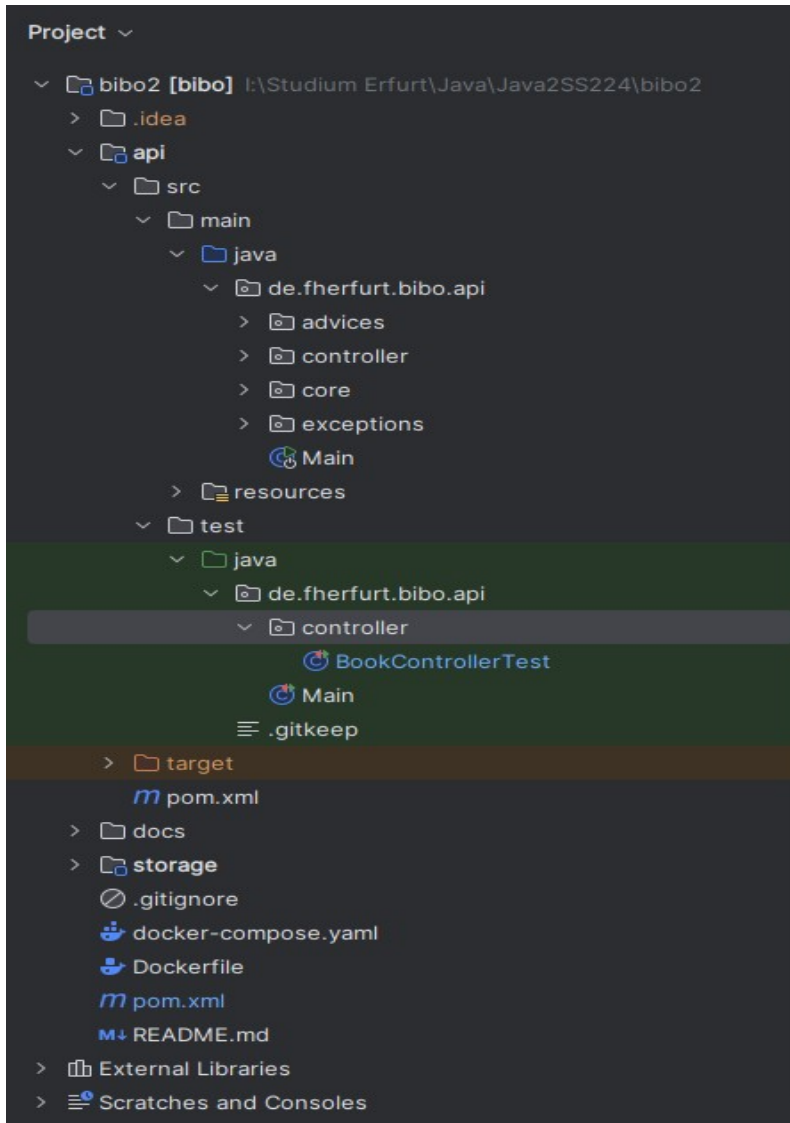 Project
bibo2 [bibo] I:\Studium Erfurt\Java\Java2SS224\bibo2
.idea
api
src
main
java
de.fherfurt.bibo.api
advices
controller
core
exceptions
Main
resources
test
java
de.fherfurt.bibo.api
controller
BookControllerTest
Main
.gitkeep
target
m pom.xml
docs
storage
.gitignore
docker-compose.yaml
Dockerfile
m pom.xml
M↓ README.md
External Libraries
Scratches and Consoles